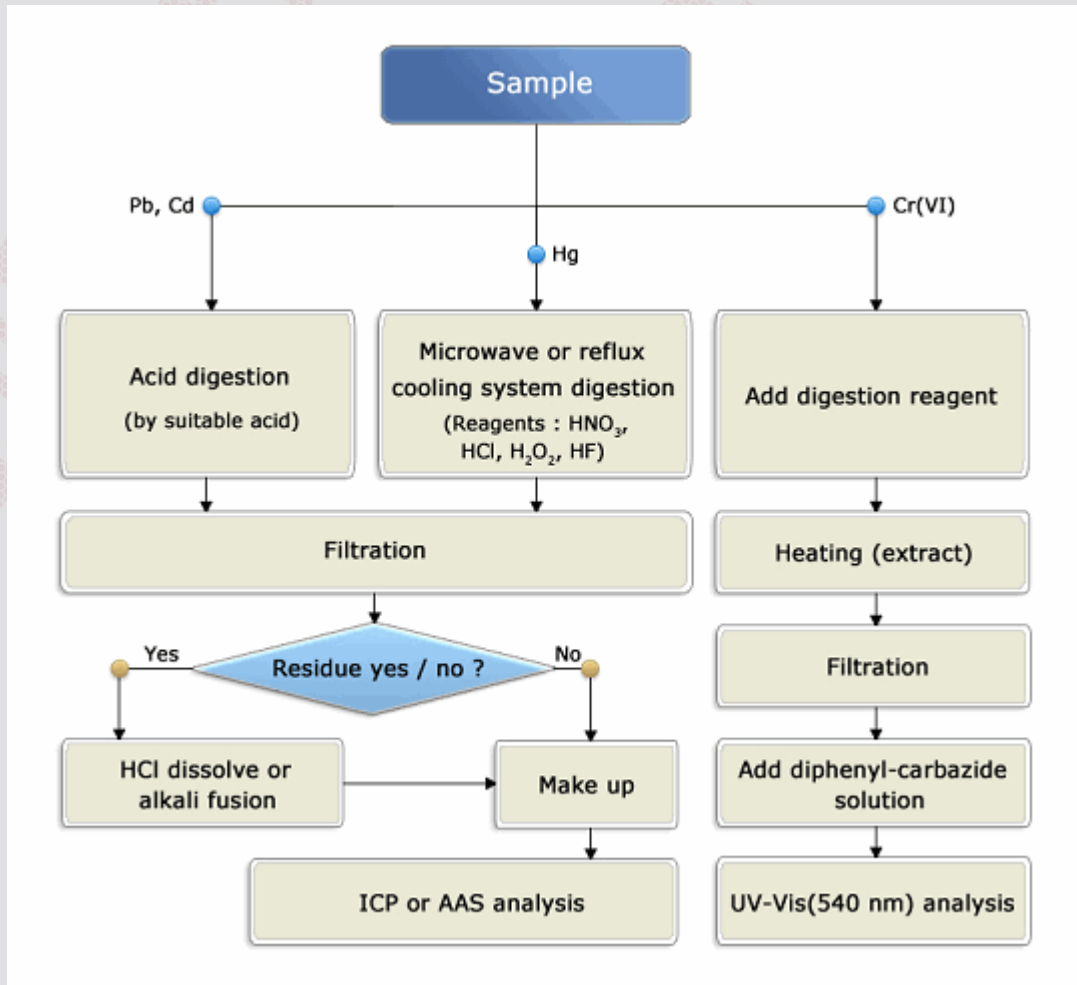 Sample
Pb, Cd
Cr(VI)
Hg
Acid digestion
(by suitable acid)
Microwave or reflux
cooling system digestion
(Reagents : HNO₃,
HCl, H₂O₂, HF)
Add digestion reagent
Filtration
Heating (extract)
Yes
Residue yes / no ?
No
Filtration
HCl dissolve or
alkali fusion
Make up
Add diphenyl-carbazide
solution
ICP or AAS analysis
UV-Vis(540 nm) analysis